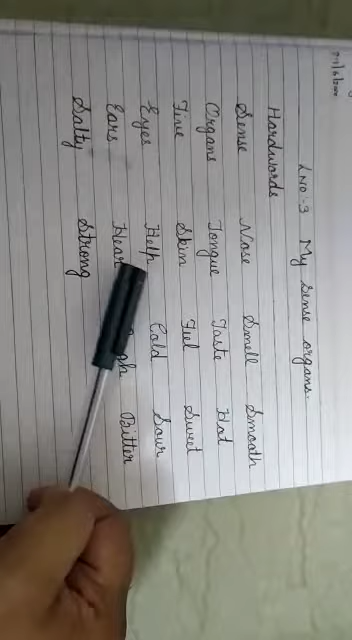 L NO - 3 My sense organs.
Hardwords
Sense Nose Smell Smooth
Organs Tongue Taste Hot
Five Skin Feel Sweet
Eyes Help Cold Sour
Ears Hear Bitter
Salty Strong